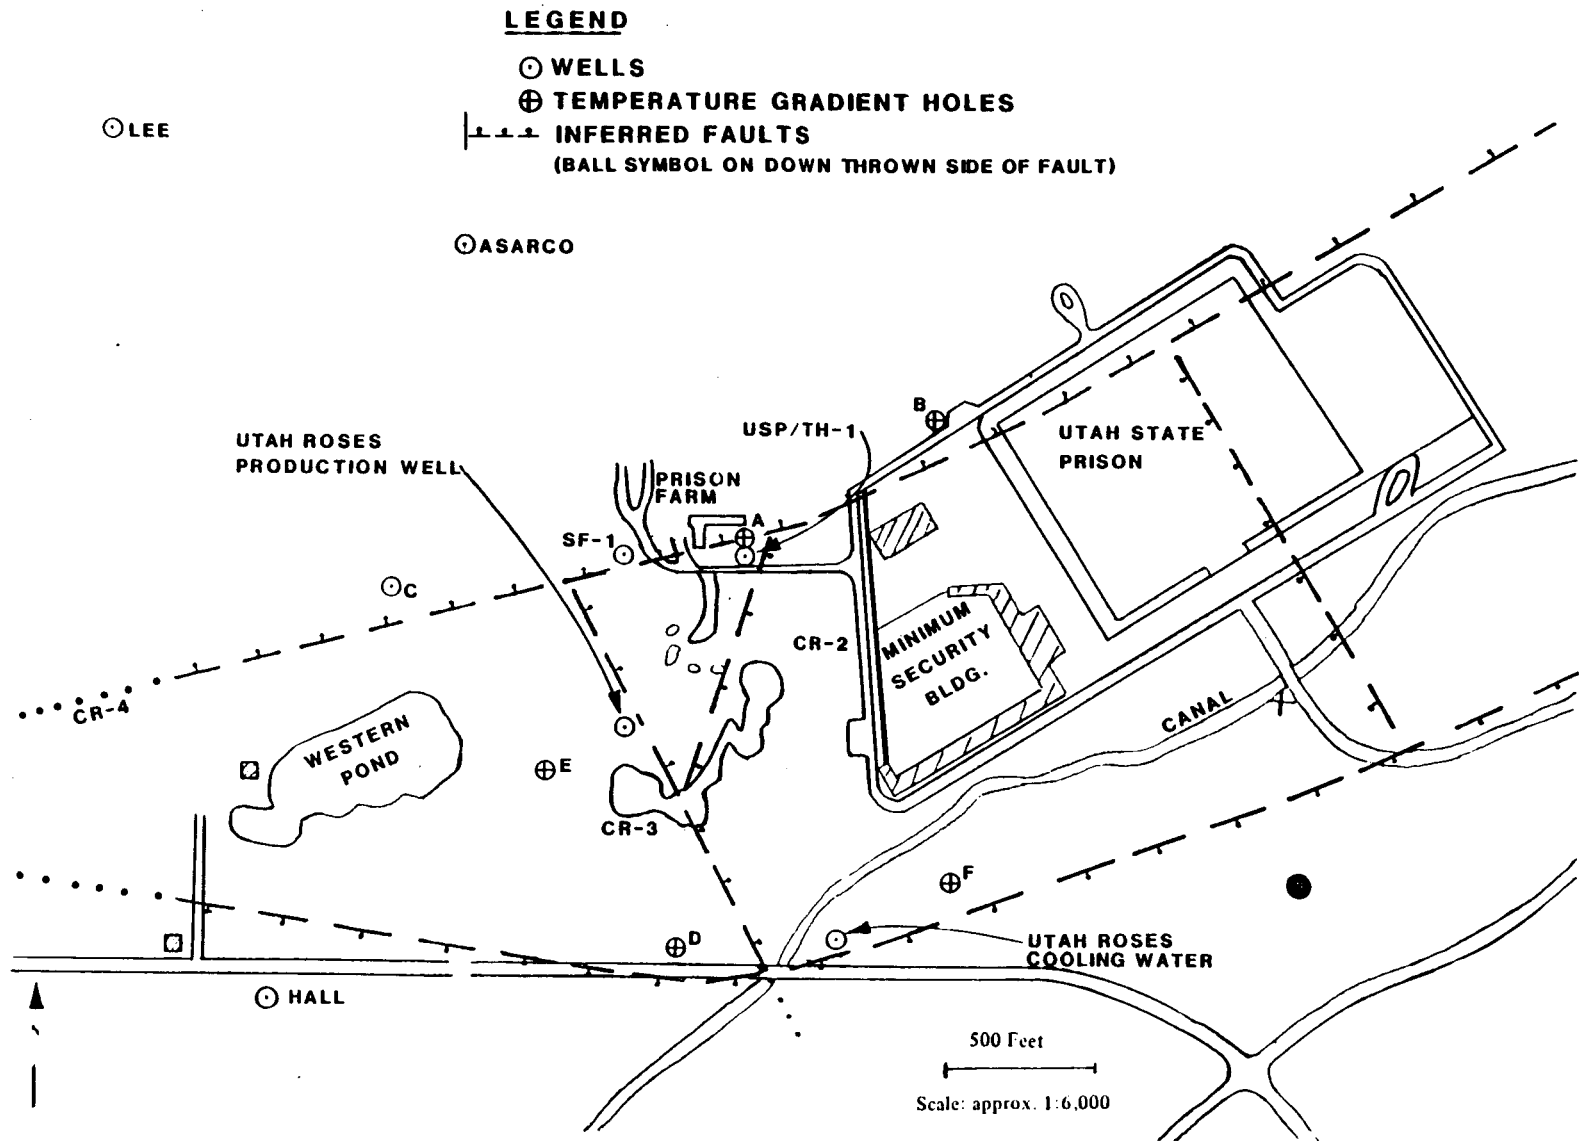 LEGEND
WELLS
TEMPERATURE GRADIENT HOLES
INFERRED FAULTS
(BALL SYMBOL ON DOWN THROWN SIDE OF FAULT)
LEE
ASARCO
B
USP/TH-1
UTAH STATE
PRISON
UTAH ROSES
PRODUCTION WELL
PRISON
FARM
A
SF-1
C
CR-2
MINIMUM
SECURITY
BLDG.
CR-4
WESTERN
POND
I
E
CANAL
CR-3
F
D
UTAH ROSES
COOLING WATER
HALL
500 Feet
Scale: approx. 1:6,000